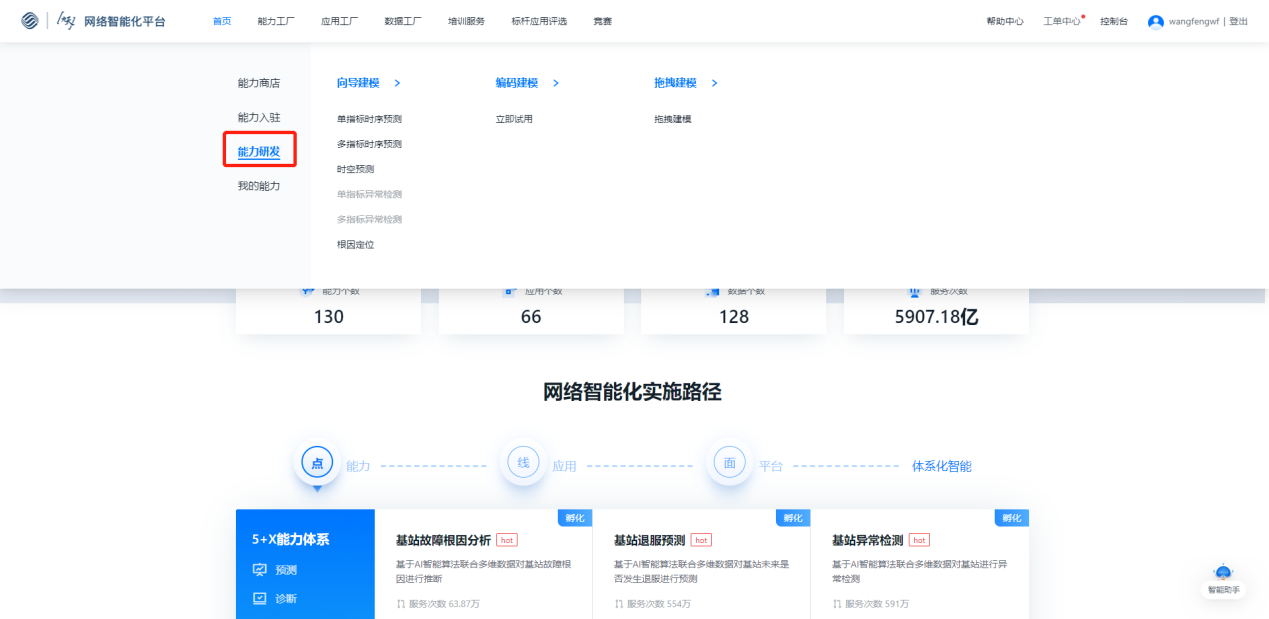 网络智能化平台 首页 能力工厂 应用工厂 数据工厂 培训服务 标杆应用评选 竞赛 帮助中心 工单中心 控制台 wangfengwf | 登出
能力商店 向导建模 > 编码建模 > 拖拽建模 >
能力入驻 单指标时序预测 立即试用 拖拽建模
多指标时序预测
能力研发
时空预测
我的能力 单指标异常检测
多指标异常检测
根因定位
能力个数 应用个数 数据个数 服务次数
130 66 128 5907.18亿
网络智能化实施路径
点 能力 线 应用 面 平台 体系化智能
孵化 孵化 孵化
5+X能力体系 基站故障根因分析 hot 基站退服预测 hot 基站异常检测 hot
预测 基于AI智能算法联合多维数据对基站故障根 基于AI智能算法联合多维数据对基站未来是 基于AI智能算法联合多维数据对基站进行异
因进行推断 否发生退服进行预测 常检测
诊断 服务次数 63.87万 服务次数 554万 服务次数 591万
智能助手